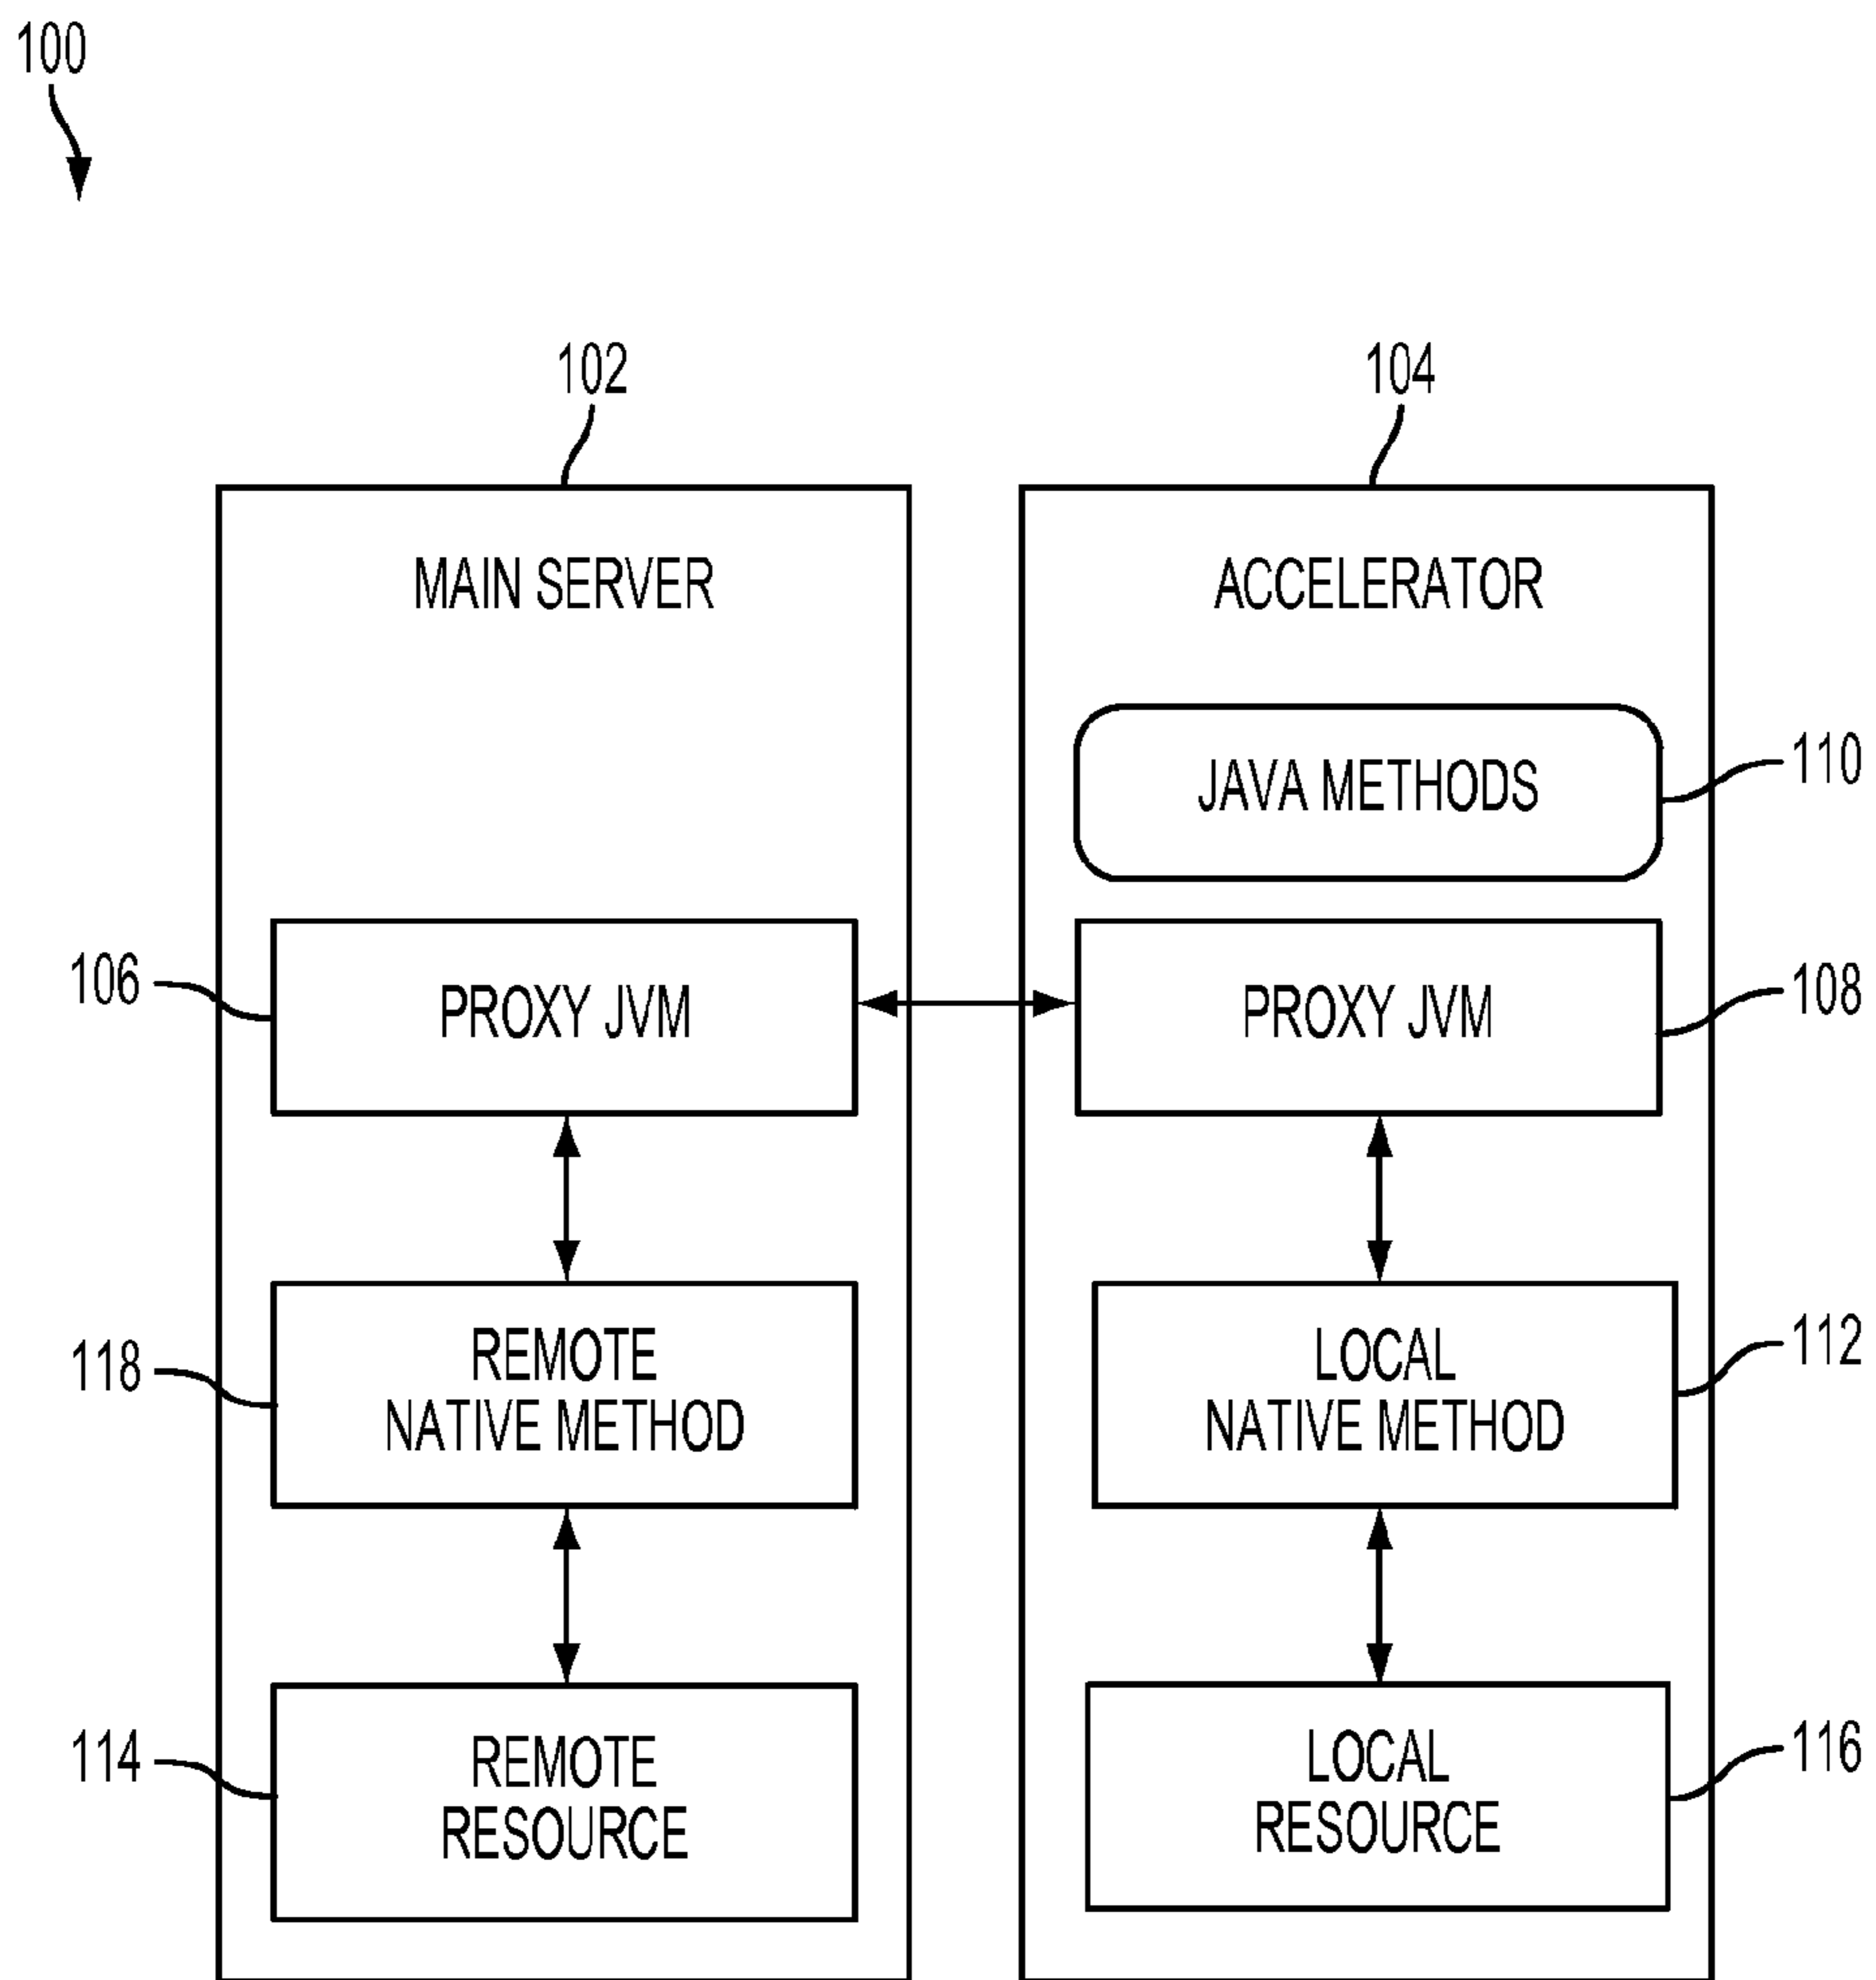 100
102
104
MAIN SERVER
ACCELERATOR
JAVA METHODS
110
106
PROXY JVM
PROXY JVM
108
118
REMOTE
NATIVE METHOD
LOCAL
NATIVE METHOD
112
114
REMOTE
RESOURCE
LOCAL
RESOURCE
116